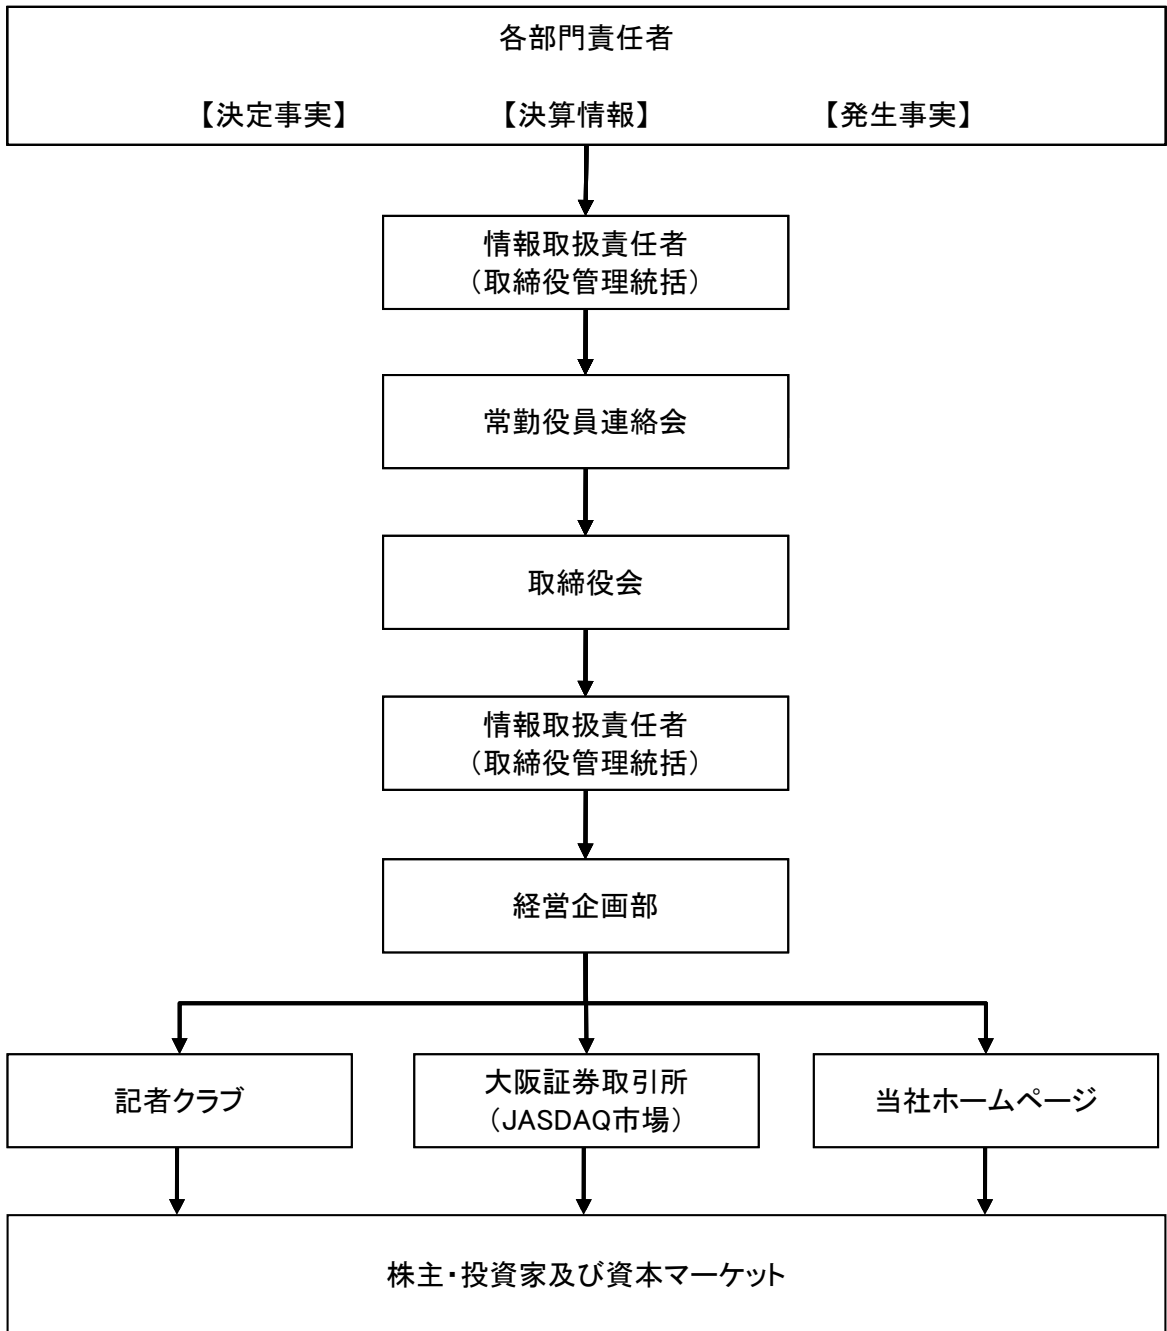 各部門責任者
【決定事実】 【決算情報】 【発生事実】
情報取扱責任者
（取締役管理統括）
常勤役員連絡会
取締役会
情報取扱責任者
（取締役管理統括）
経営企画部
記者クラブ
大阪証券取引所
（JASDAQ市場）
当社ホームページ
株主・投資家及び資本マーケット